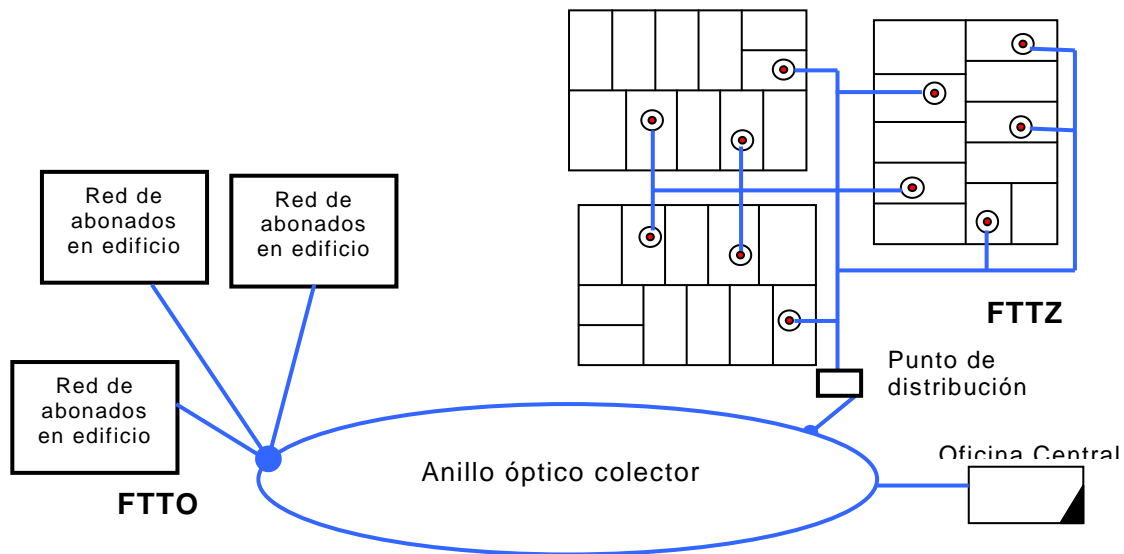 Red de
abonados
en edificio
Red de
abonados
en edificio
Red de
abonados
en edificio
FTTO
FTTZ
Punto de
distribución
Anillo óptico colector
Oficina Central